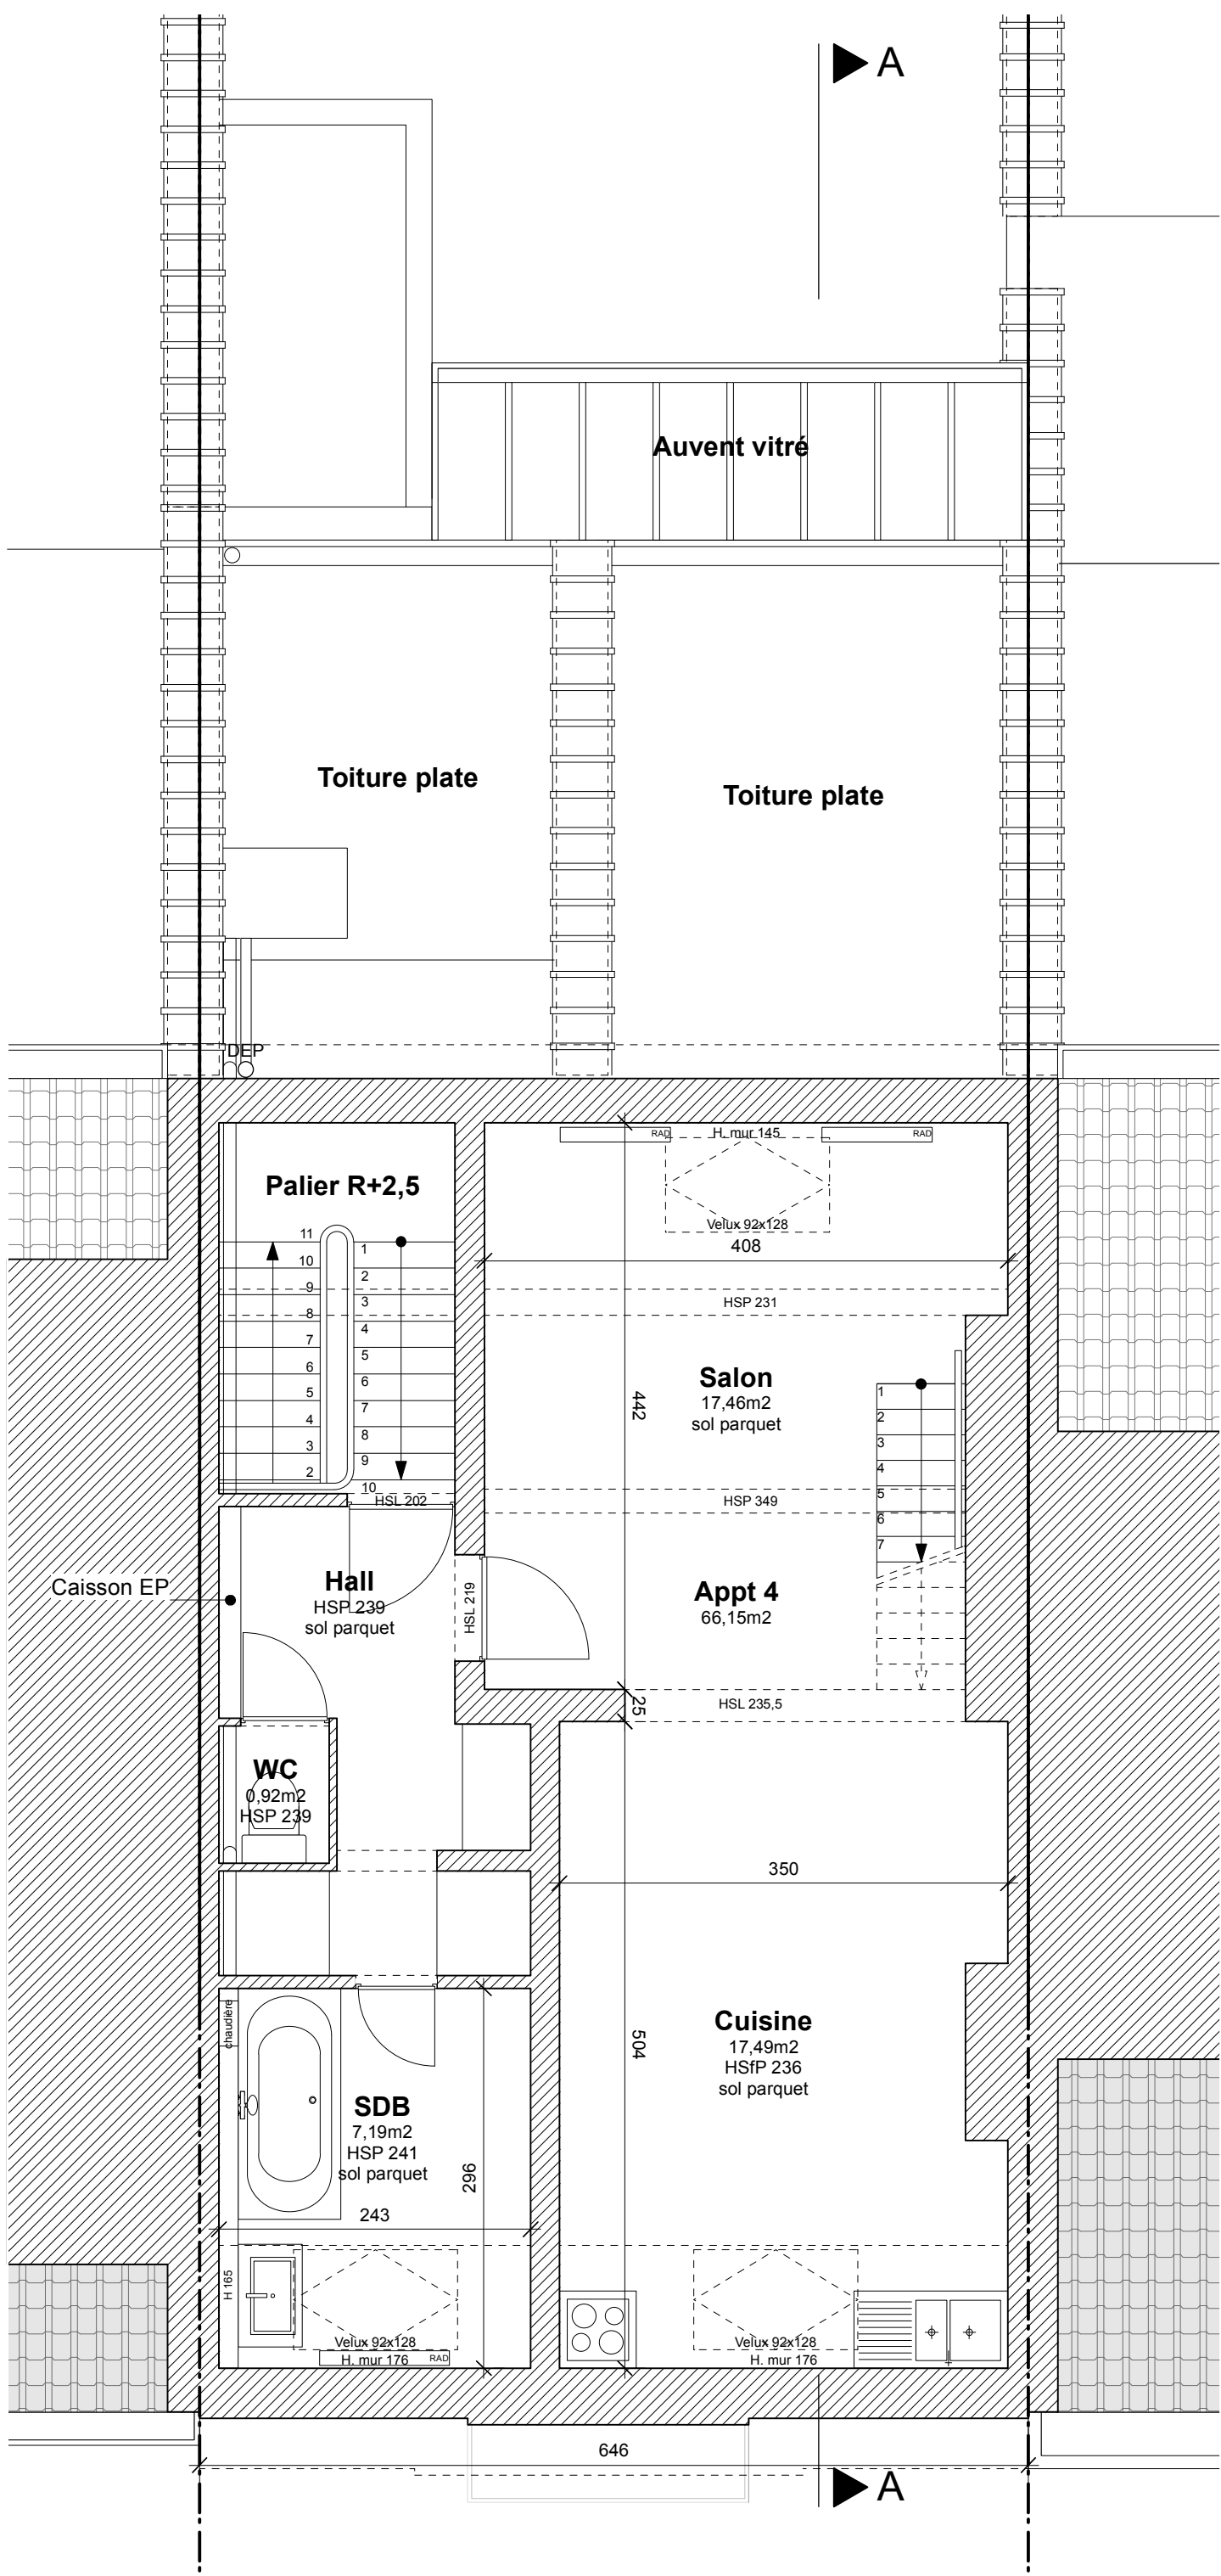 A
Auvent vitré
Toiture plate
Toiture plate
DEP
RAD
H. mur 145
RAD
Palier R+2,5
Velux 92x128
408
11
10
9
8
7
6
5
4
3
2
1
2
3
4
5
6
7
8
9
10
HSP 231
Salon
17,46m2
sol parquet
442
1
2
3
4
5
6
7
HSL 202
HSP 349
Caisson EP
Hall
HSP 239
sol parquet
HSL 219
Appt 4
66,15m2
25
HSL 235,5
WC
0,92m2
HSP 239
350
chaudière
Cuisine
17,49m2
HSfP 236
sol parquet
504
SDB
7,19m2
HSP 241
sol parquet
296
243
H 165
Velux 92x128
H. mur 176
RAD
Velux 92x128
H. mur 176
646
A